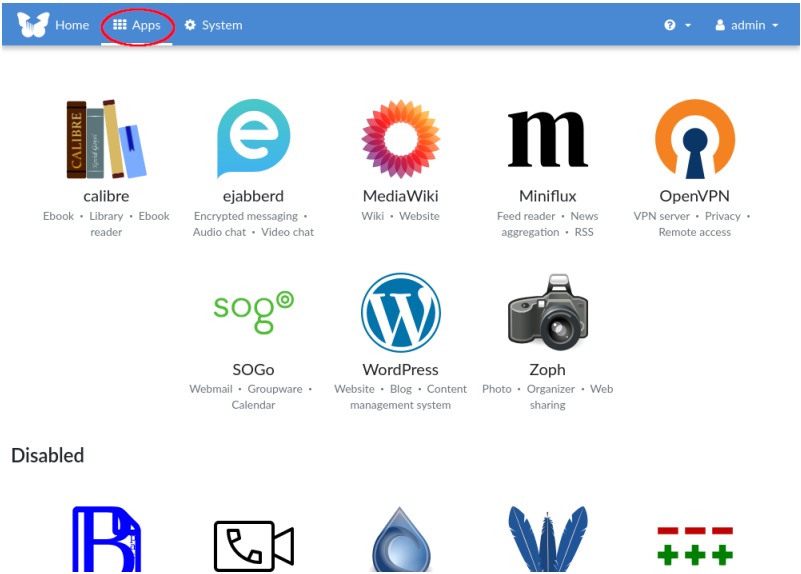 Home Apps System admin
CALIBRE
calibre
Ebook • Library • Ebook
reader
ejabberd
Encrypted messaging •
Audio chat • Video chat
MediaWiki
Wiki • Website
m
Miniflux
Feed reader • News
aggregation • RSS
OpenVPN
VPN server • Privacy •
Remote access
sogo
SOGo
Webmail • Groupware •
Calendar
WordPress
Website • Blog • Content
management system
Zoph
Photo • Organizer • Web
sharing
Disabled